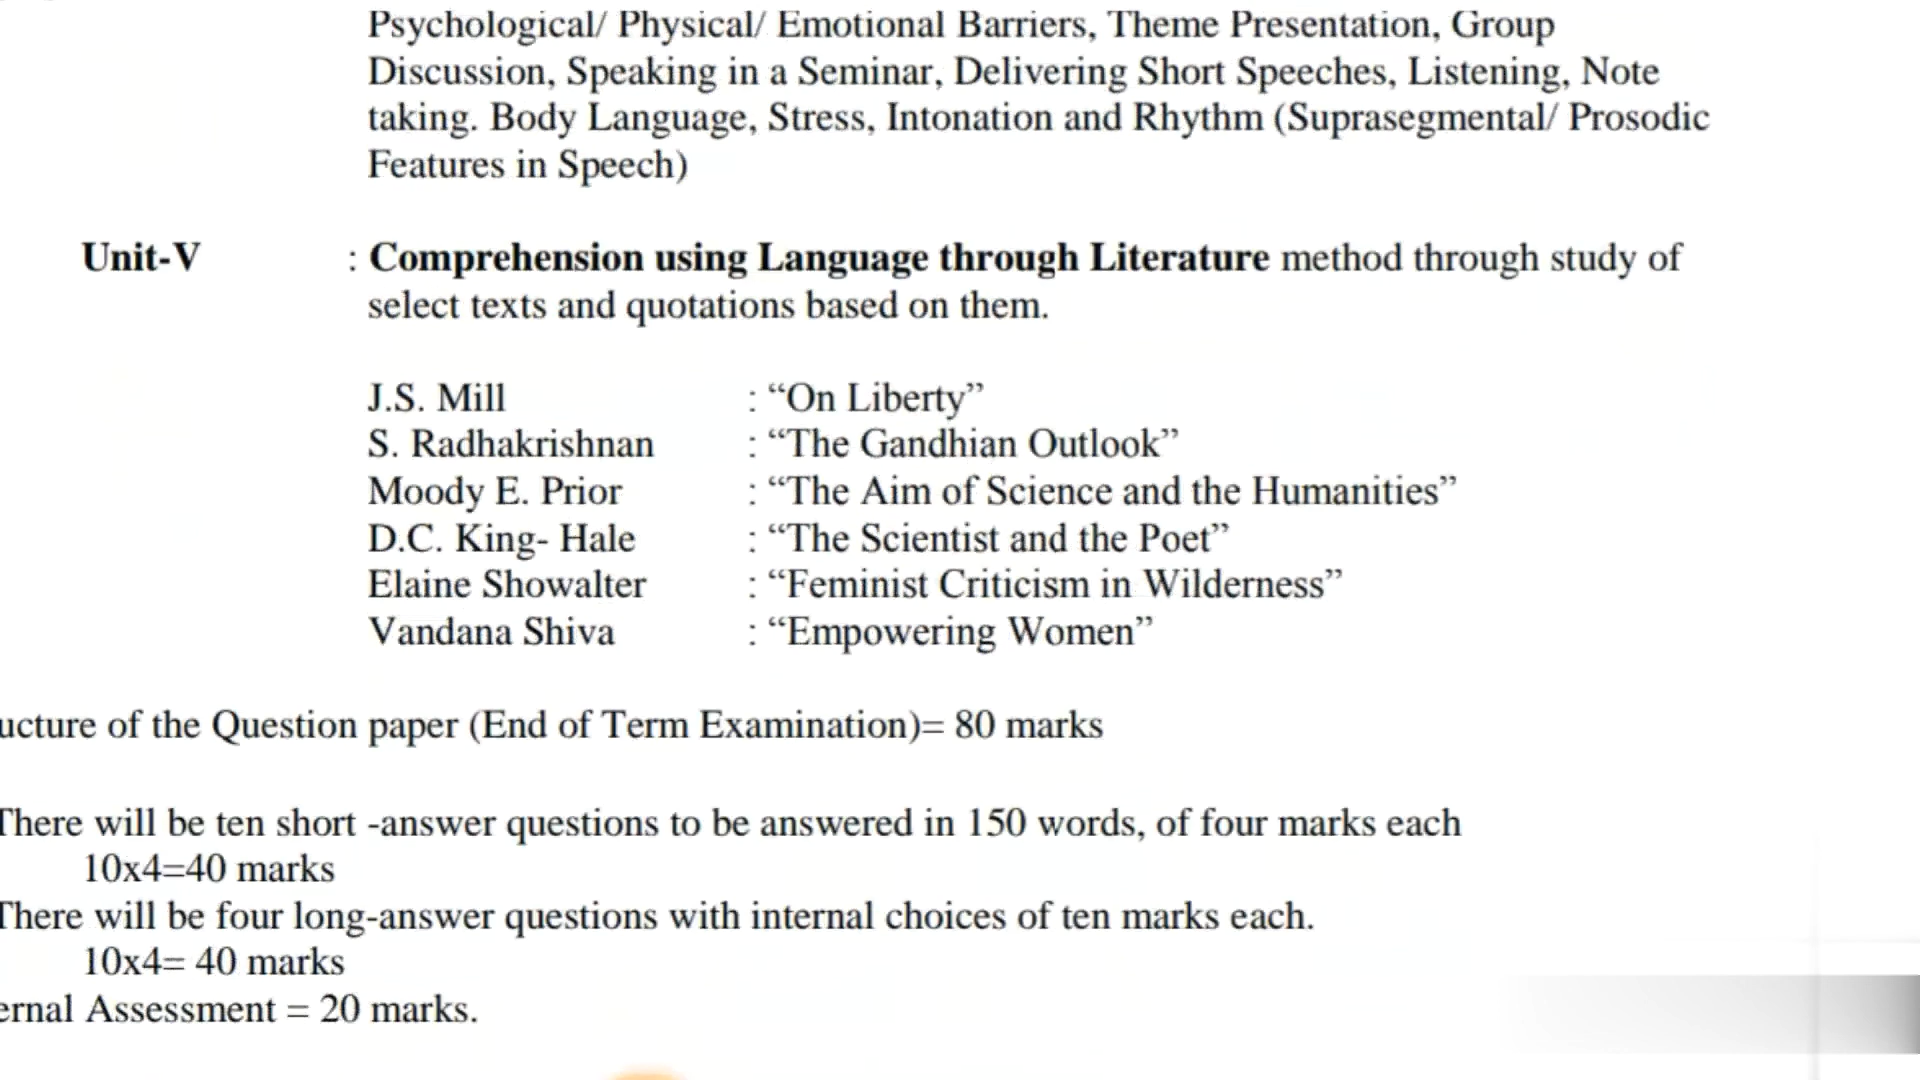 Psychological/ Physical/ Emotional Barriers, Theme Presentation, Group
Discussion, Speaking in a Seminar, Delivering Short Speeches, Listening, Note
taking. Body Language, Stress, Intonation and Rhythm (Suprasegmental/ Prosodic
Features in Speech)
Unit-V : Comprehension using Language through Literature method through study of
select texts and quotations based on them.
J.S. Mill : “On Liberty”
S. Radhakrishnan : “The Gandhian Outlook”
Moody E. Prior : “The Aim of Science and the Humanities”
D.C. King- Hale : “The Scientist and the Poet”
Elaine Showalter : “Feminist Criticism in Wilderness”
Vandana Shiva : “Empowering Women”
ucture of the Question paper (End of Term Examination)= 80 marks
There will be ten short -answer questions to be answered in 150 words, of four marks each
10x4=40 marks
There will be four long-answer questions with internal choices of ten marks each.
10x4= 40 marks
ernal Assessment = 20 marks.